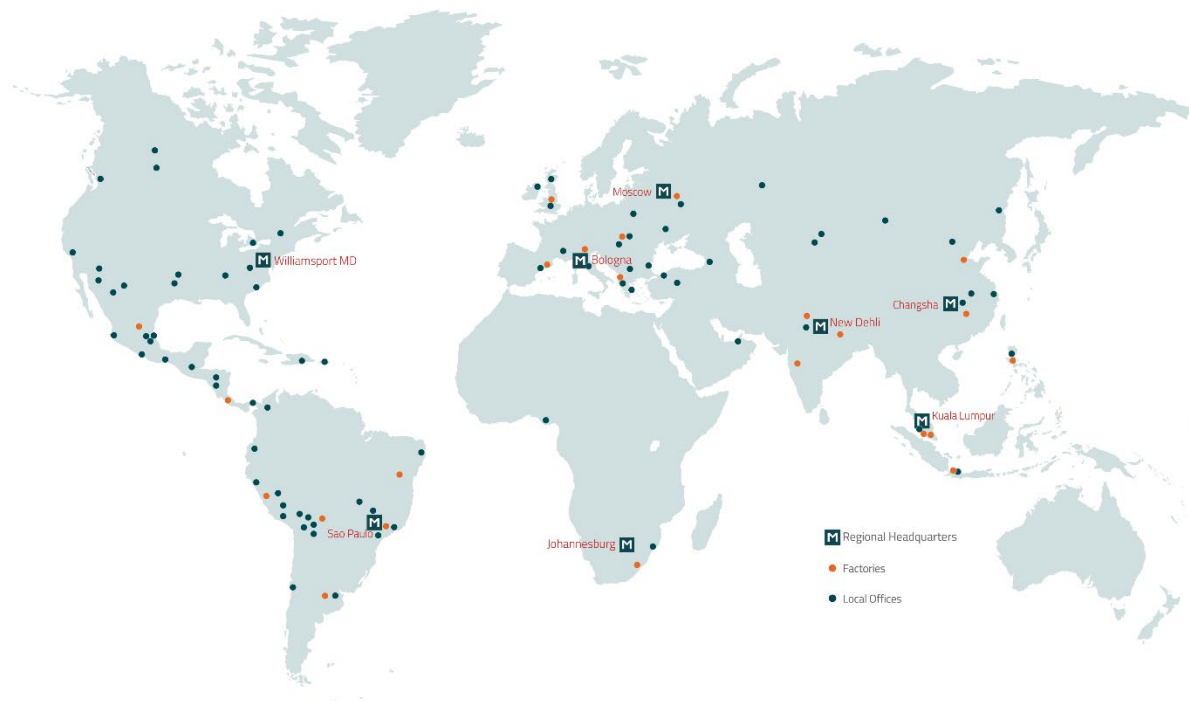 Moscow M
M Williamsport MD
M Bologna
Changsha M
M New Dehli
M Kuala Lumpur
Sao Paulo M
Johannesburg M
M Regional Headquarters
Factories
Local Offices